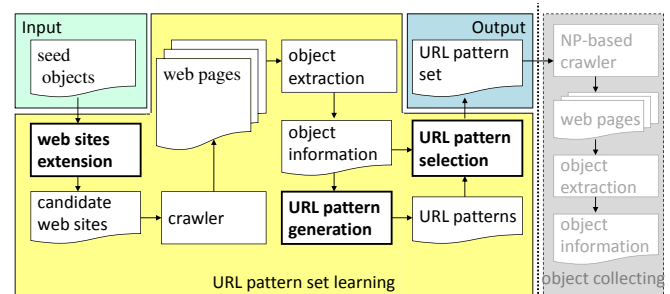 Input
seed
objects
web sites
extension
candidate
web sites
web pages
crawler
object
extraction
object
information
URL pattern
generation
Output
URL pattern
set
URL pattern
selection
URL patterns
URL pattern set learning
NP-based
crawler
web pages
object
extraction
object
information
object collecting